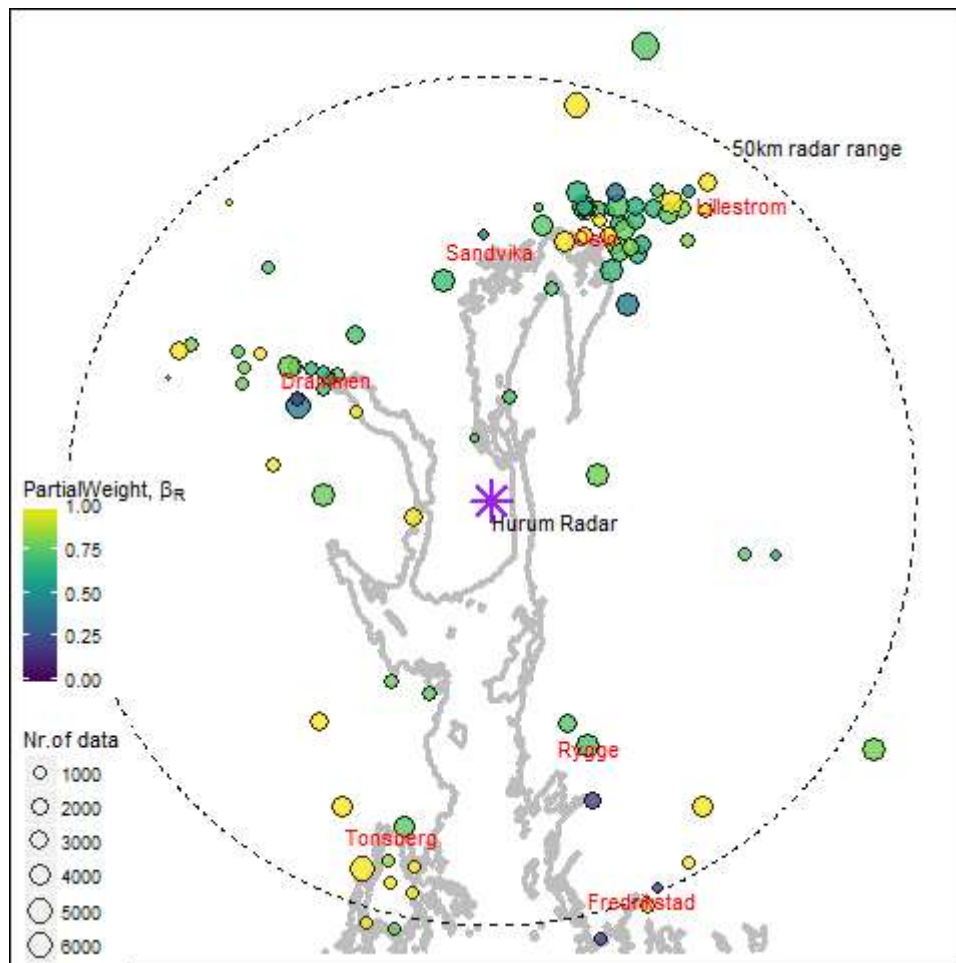 50km radar range
Lillestrom
Oslo
Sandvika
Drammen
PartialWeight, βR
1.00
0.75
0.50
0.25
0.00
Hurum Radar
Nr.of data
1000
2000
3000
4000
5000
6000
Rygge
Tonsberg
Fredrikstad